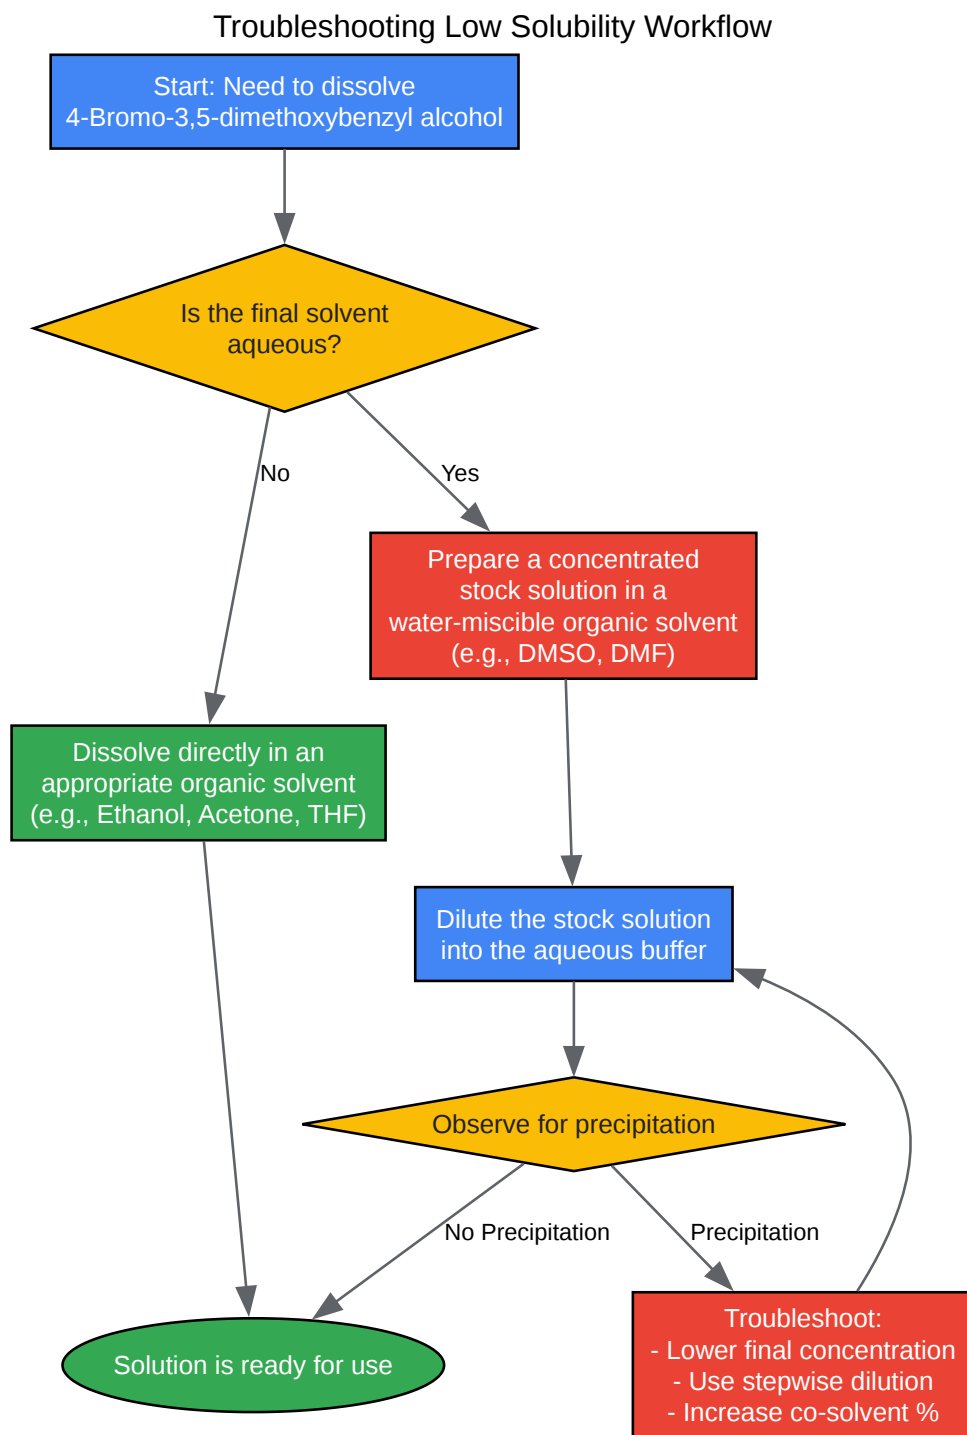 Troubleshooting Low Solubility Workflow
Start: Need to dissolve
4-Bromo-3,5-dimethoxybenzyl alcohol
Is the final solvent
aqueous?
No
Yes
Prepare a concentrated
stock solution in a
water-miscible organic solvent
(e.g., DMSO, DMF)
Dissolve directly in an
appropriate organic solvent
(e.g., Ethanol, Acetone, THF)
Dilute the stock solution
into the aqueous buffer
Observe for precipitation
No Precipitation
Precipitation
Solution is ready for use
Troubleshoot:
- Lower final concentration
- Use stepwise dilution
- Increase co-solvent %